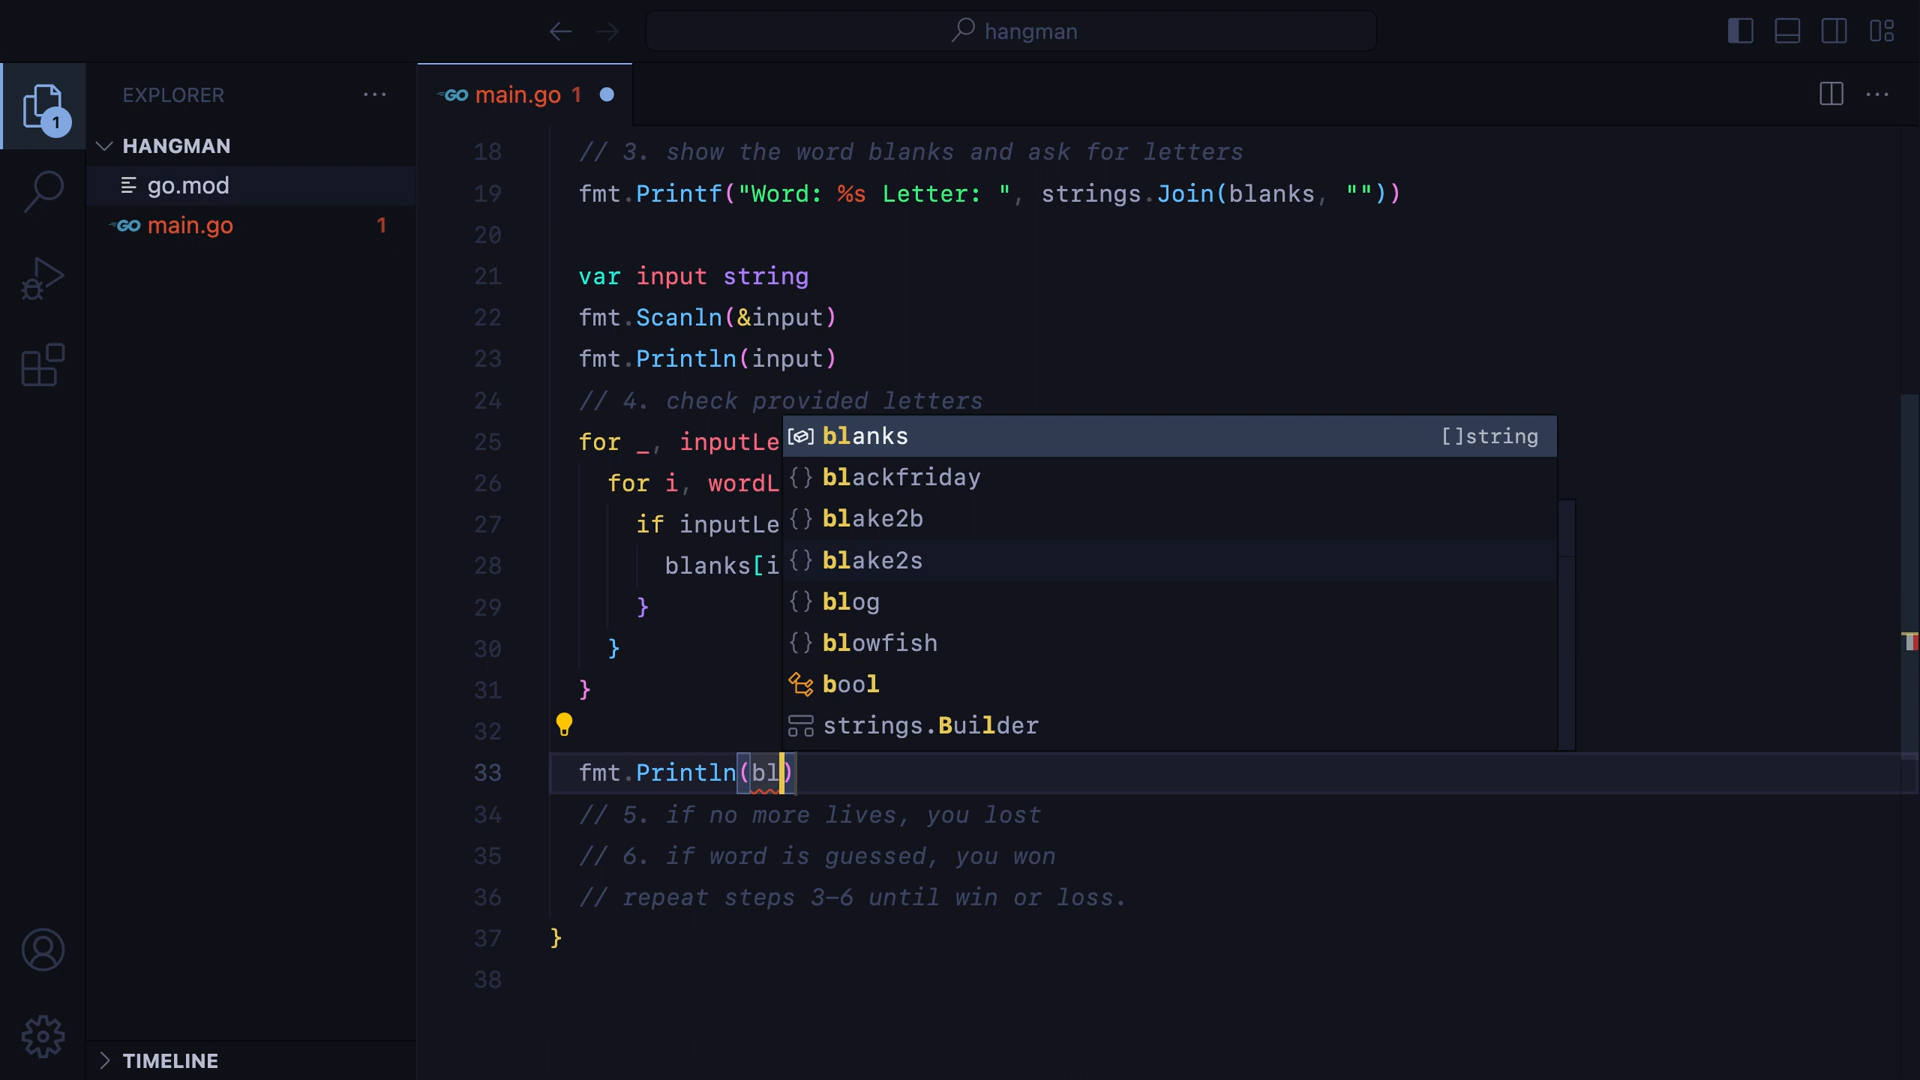 hangman
EXPLORER
HANGMAN
go.mod
GO main.go 1
1
GO main.go 1
18 // 3. show the word blanks and ask for letters
19 fmt.Printf("Word: %s Letter: ", strings.Join(blanks, ""))
20
21 var input string
22 fmt.Scanln(&input)
23 fmt.Println(input)
24 // 4. check provided letters
25 for _, inputLe
26 for i, wordL
27 if inputLe
28 blanks[i
29 }
30 }
31 }
32
33 fmt.Println(bl)
34 // 5. if no more lives, you lost
35 // 6. if word is guessed, you won
36 // repeat steps 3-6 until win or loss.
37 }
38
blanks []string
{} blackfriday
{} blake2b
{} blake2s
{} blog
{} blowfish
bool
strings.Builder
TIMELINE